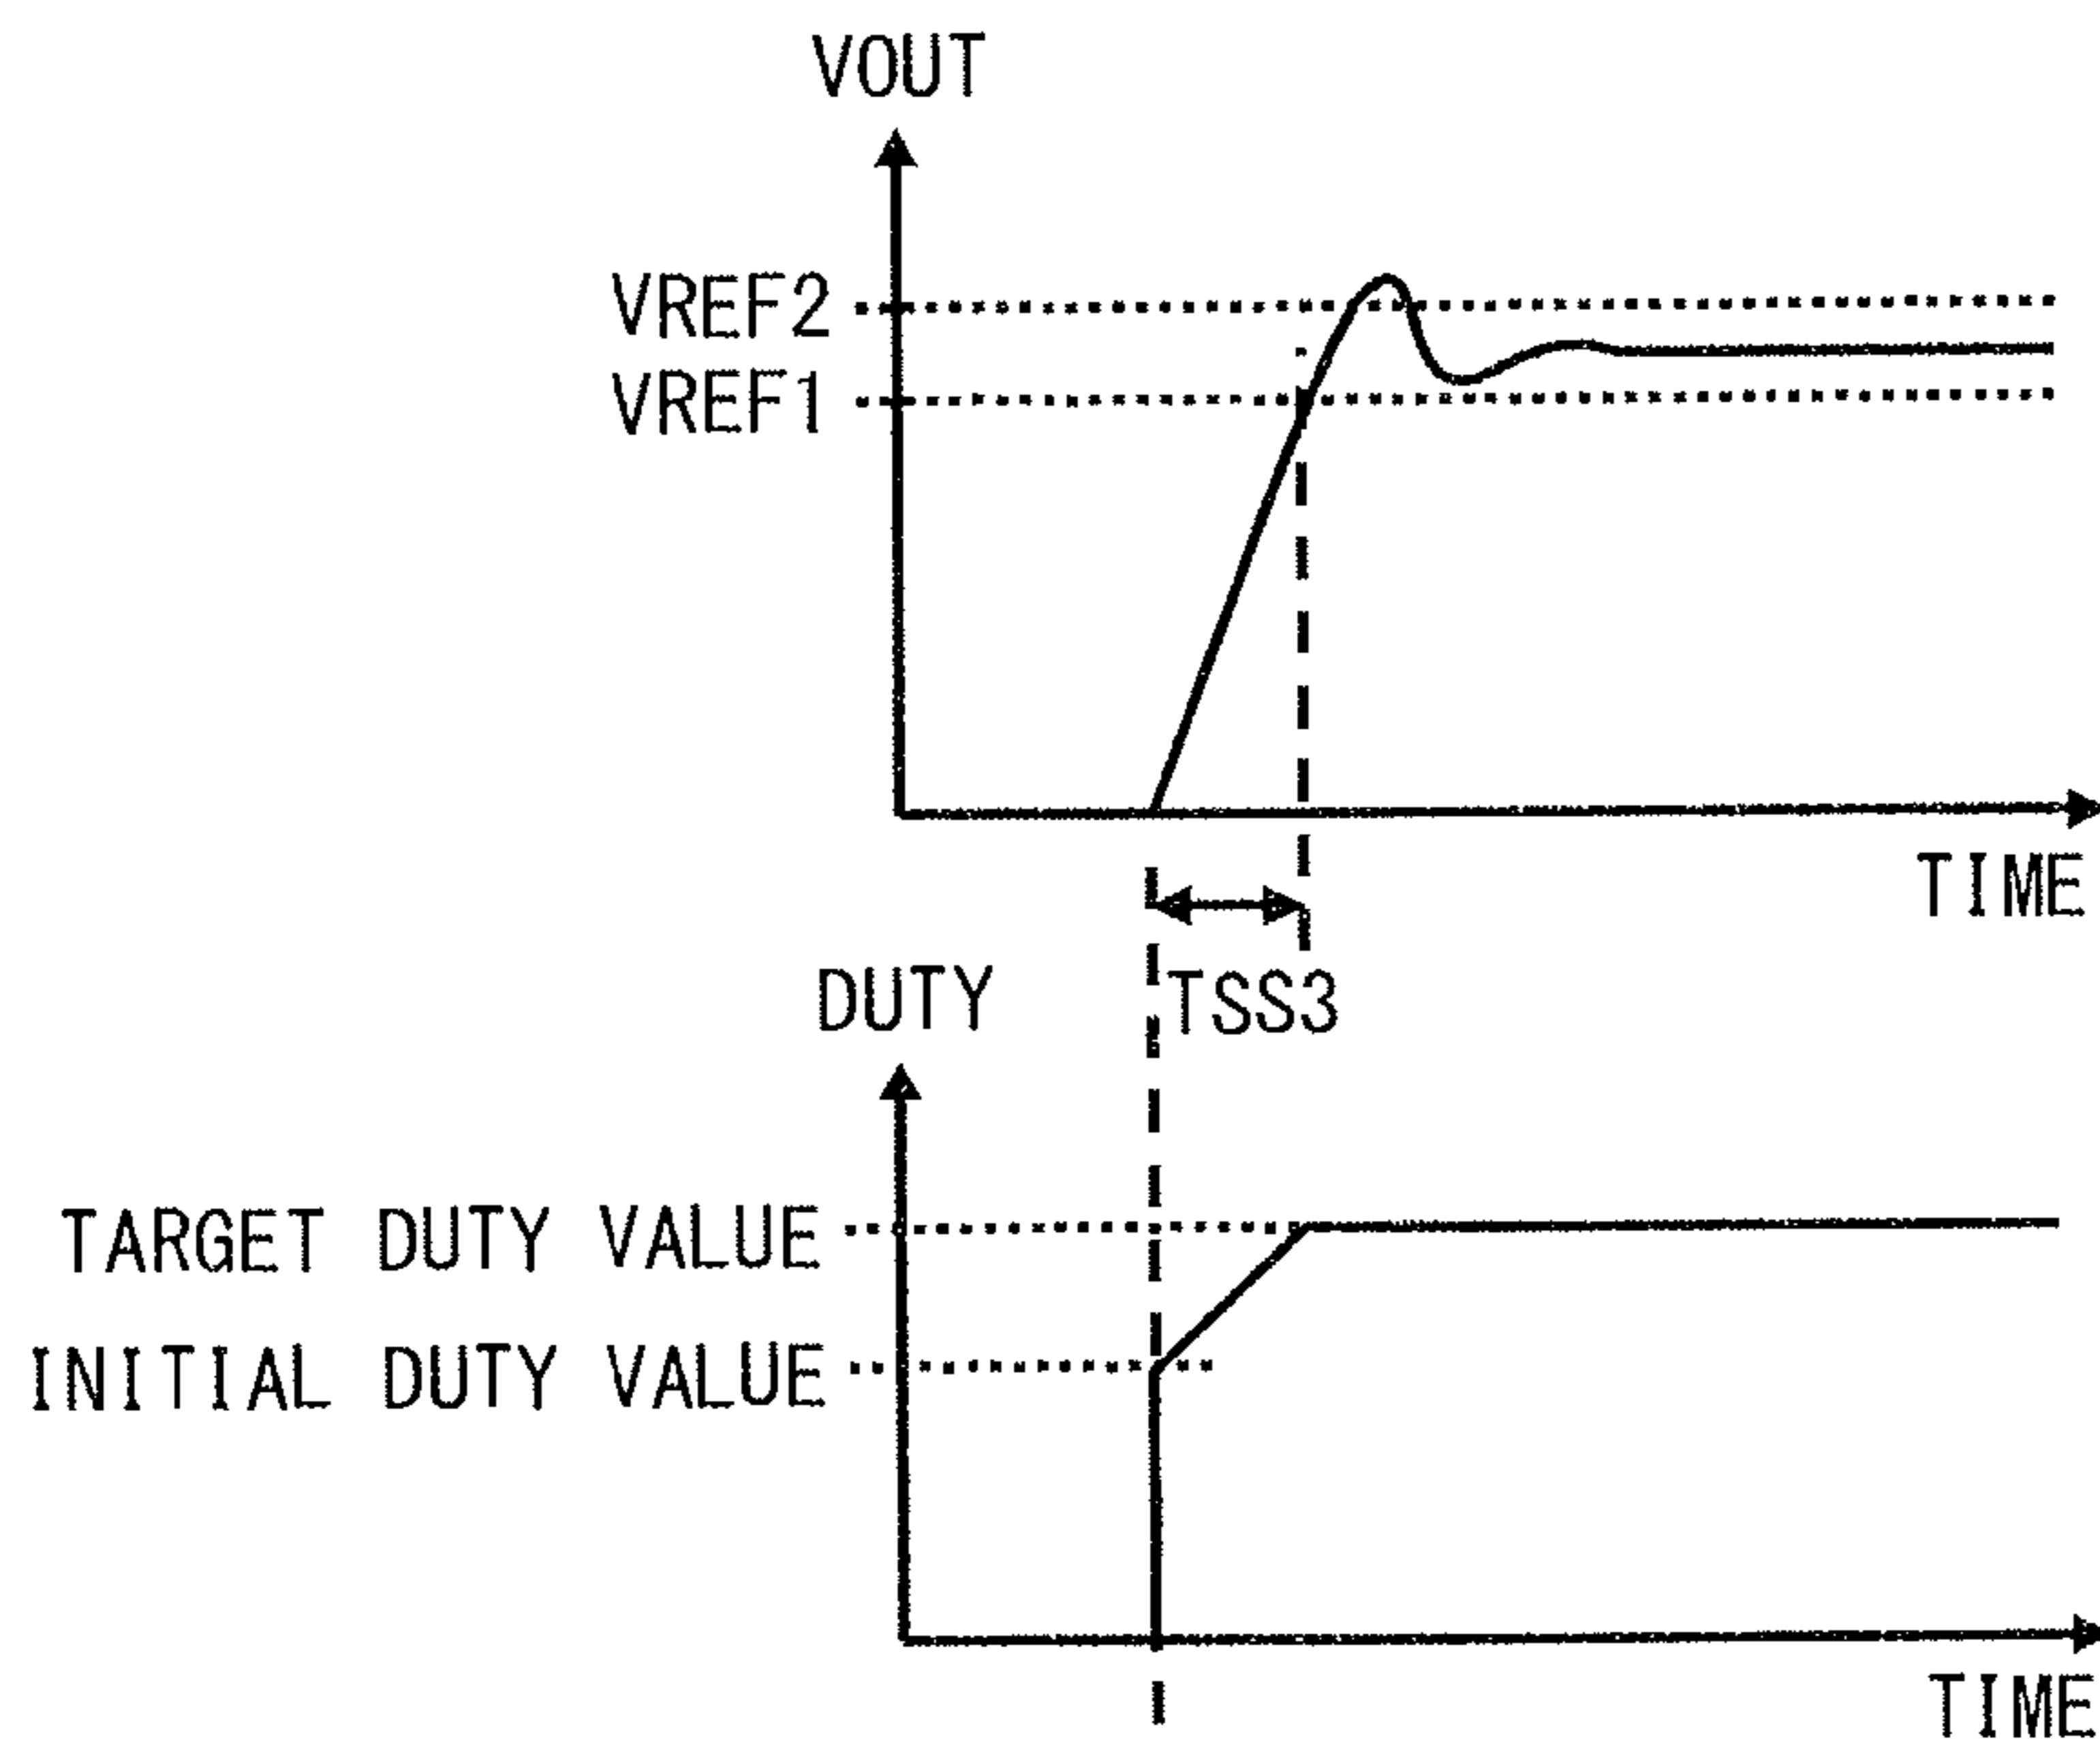 VOUT
VREF2
VREF1
TIME
TSS3
DUTY
TARGET DUTY VALUE
INITIAL DUTY VALUE
TIME